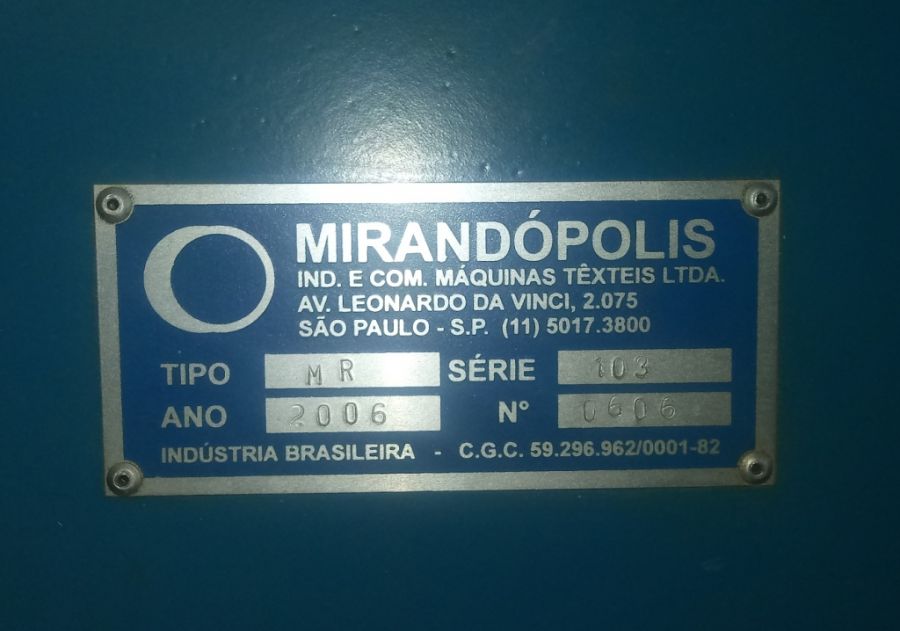 MIRANDÓPOLIS
IND. E COM. MÁQUINAS TÊXTEIS LTDA.
AV. LEONARDO DA VINCI, 2.075
SÃO PAULO - S.P. (11) 5017.3800
TIPO MR SÉRIE 103
ANO 2006 Nº 0606
INDÚSTRIA BRASILEIRA - C.G.C. 59.296.962/0001-82